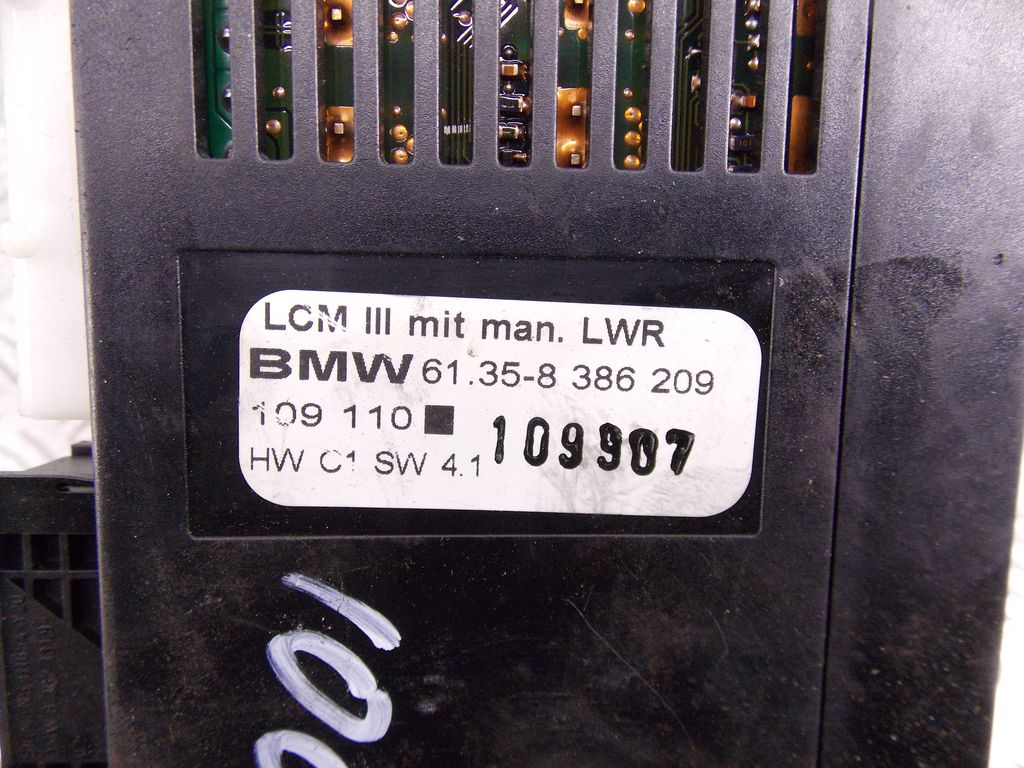 LCM III mit man. LWR
BMW 61.35-8 386 209
109 110 ■ 109907
HW C1 SW 4.1